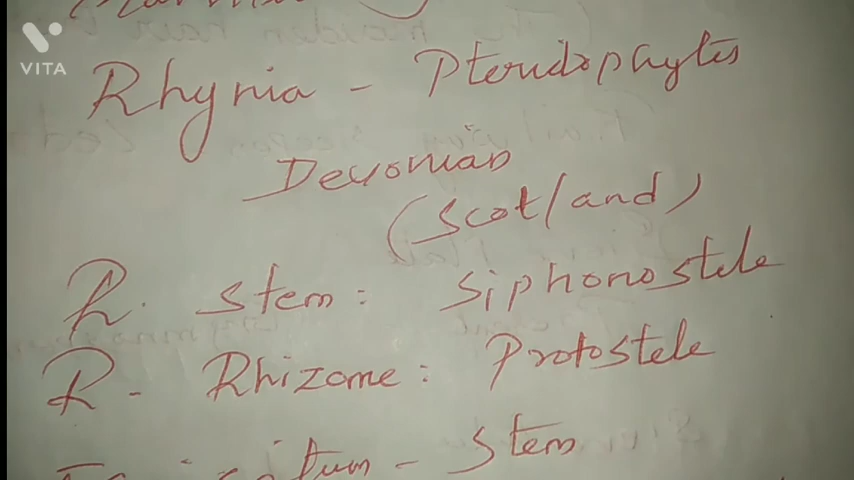 VITA
Rhynia - Pteridophytes
Devonian
(Scotland)
R. Stem: Siphonostele
R- Rhizome: Protostele
- Stem